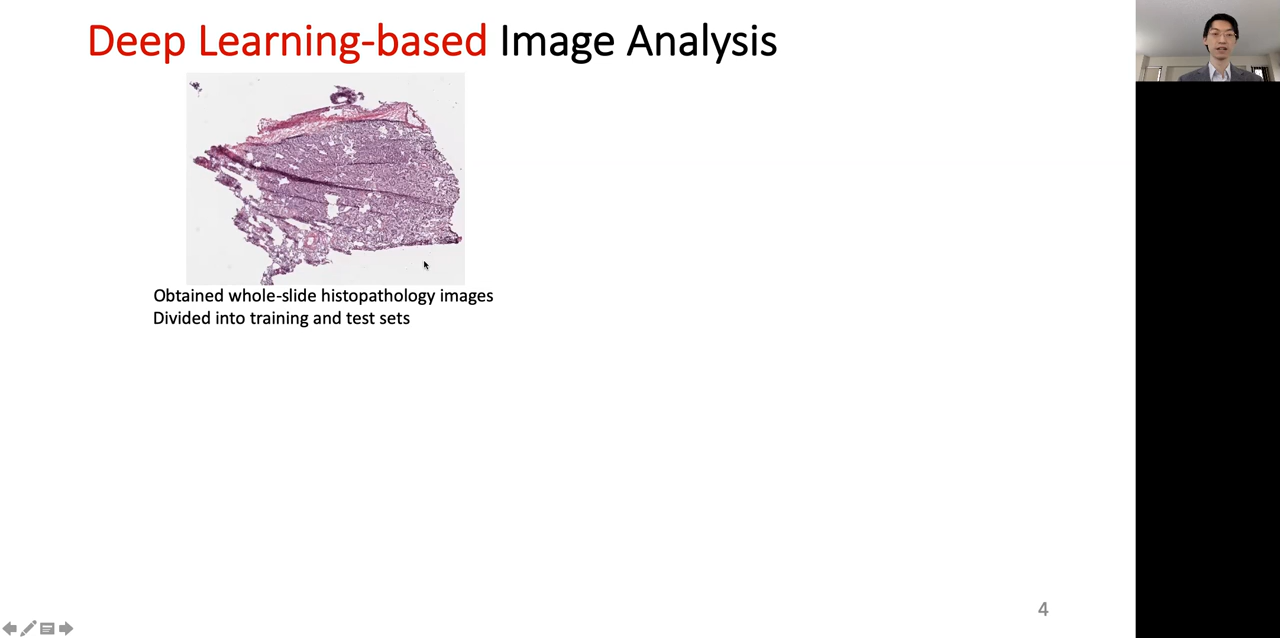 Deep Learning-based Image Analysis
Obtained whole-slide histopathology images
Divided into training and test sets
4